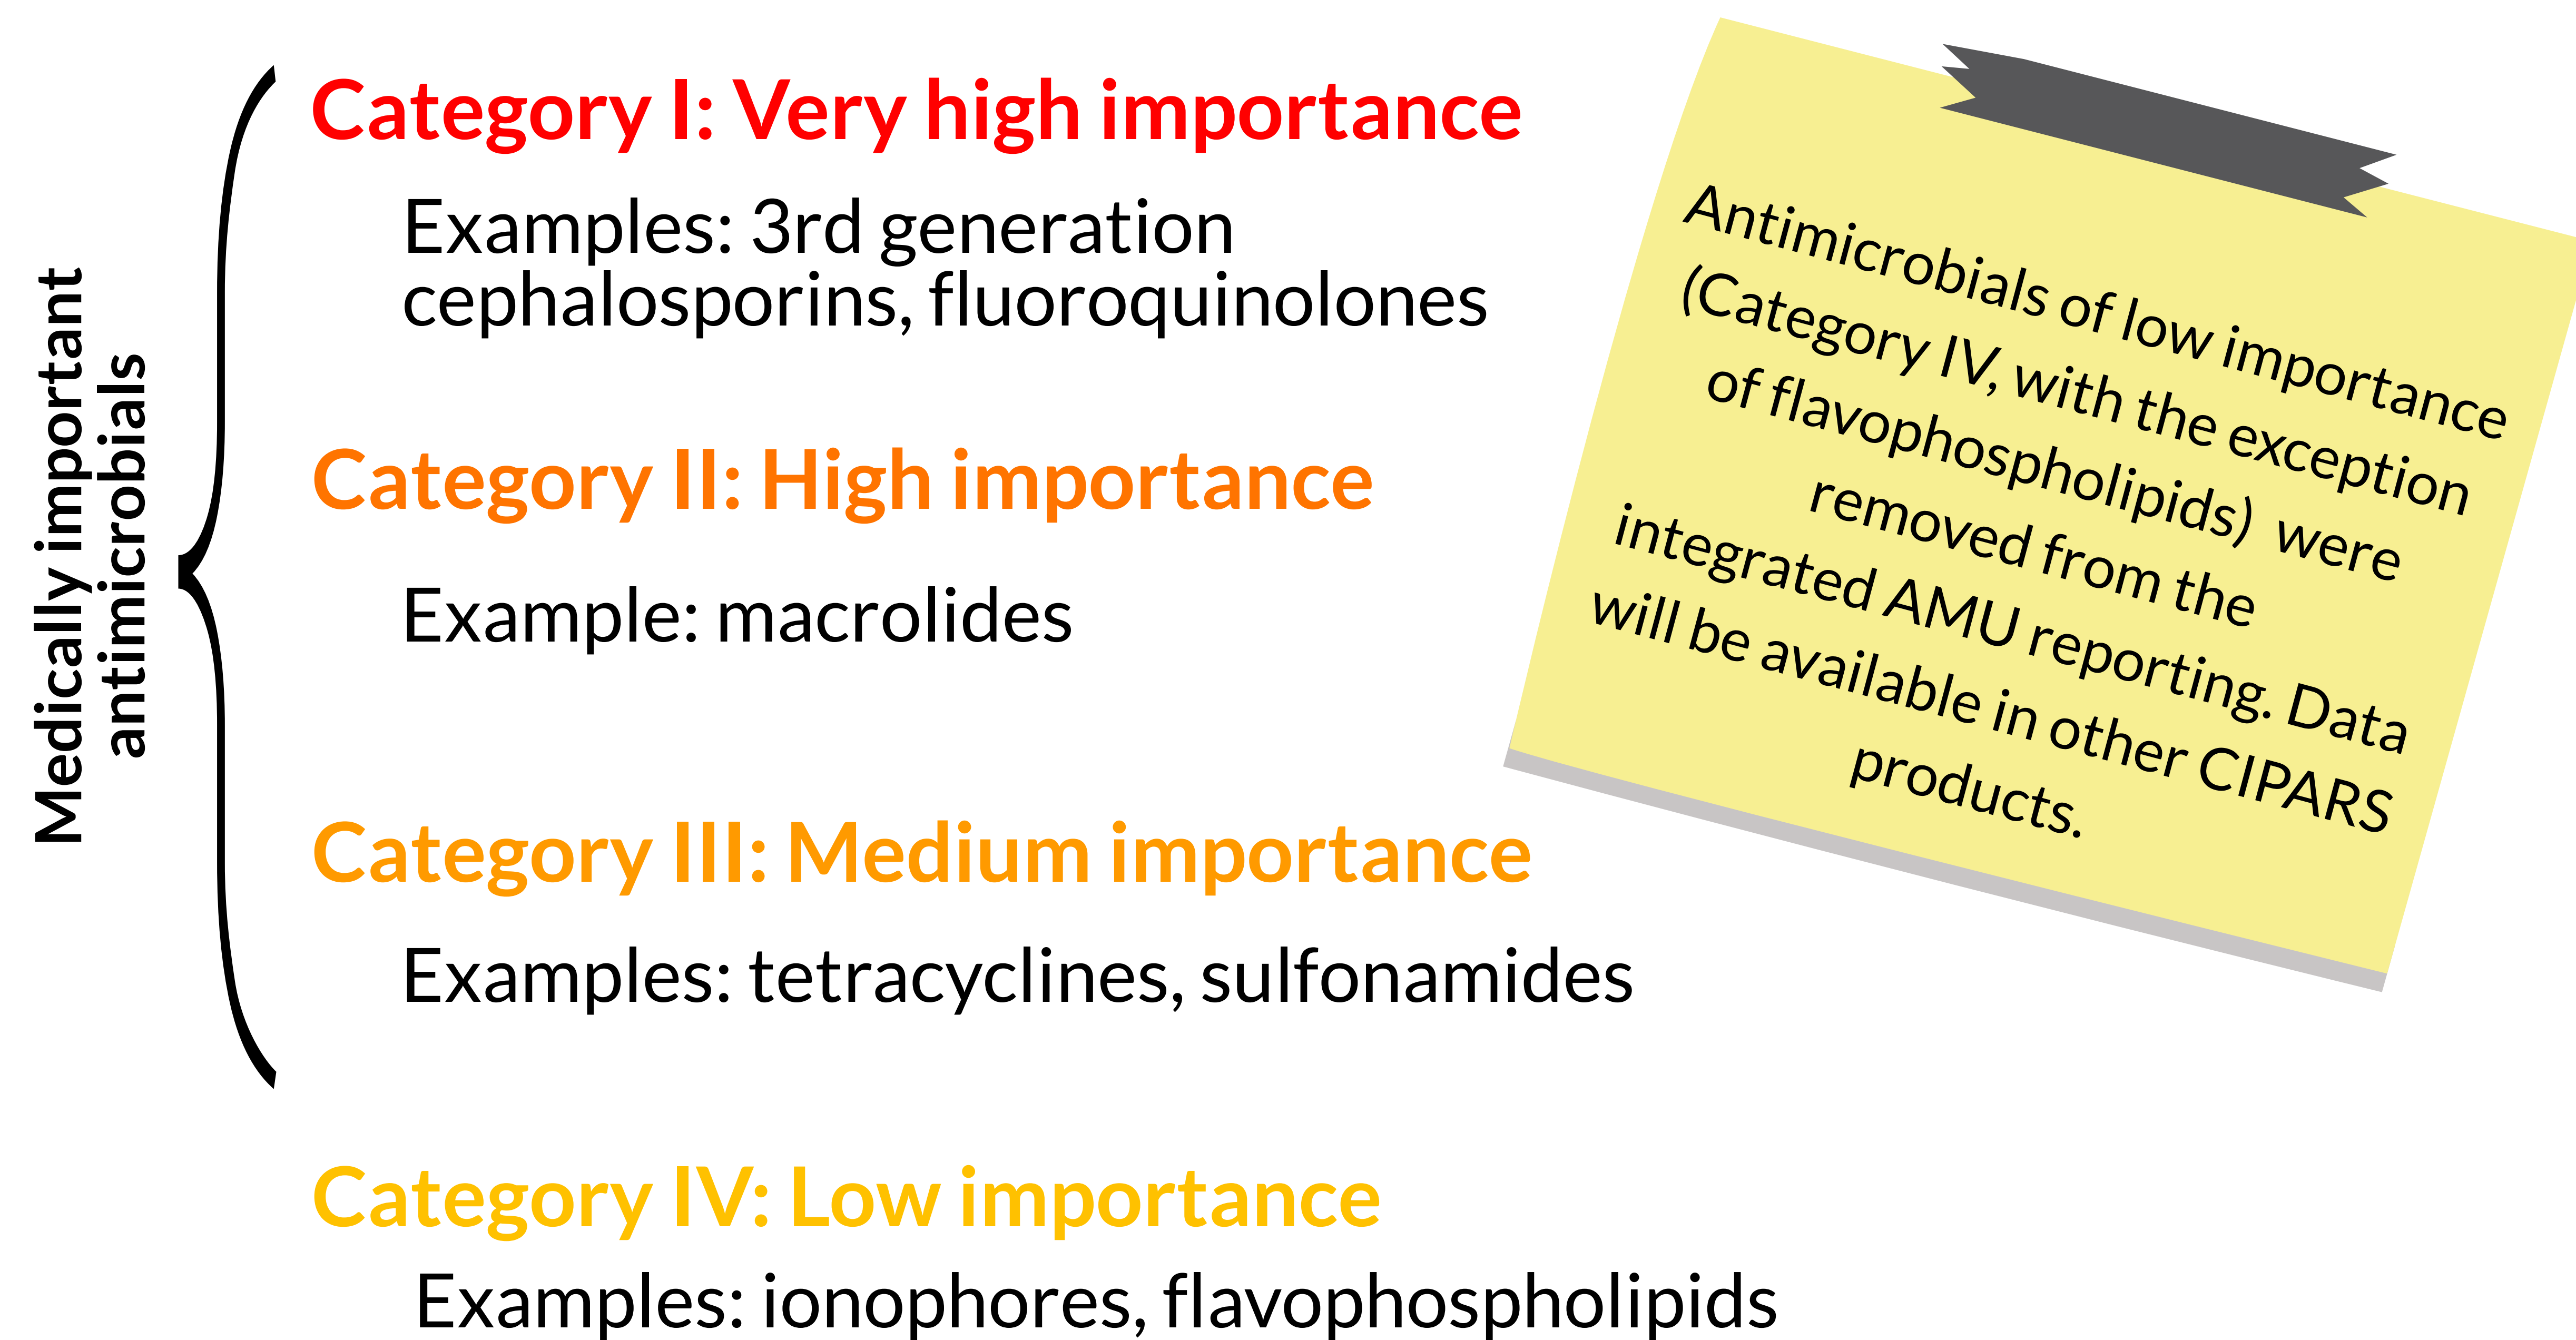 Medically important
antimicrobials
Category I: Very high importance
Examples: 3rd generation
cephalosporins, fluoroquinolones
Category II: High importance
Example: macrolides
Category III: Medium importance
Examples: tetracyclines, sulfonamides
Category IV: Low importance
Examples: ionophores, flavophospholipids
Antimicrobials of low importance
(Category IV, with the exception
of flavophospholipids) were
removed from the
integrated AMU reporting. Data
will be available in other CIPARS
products.